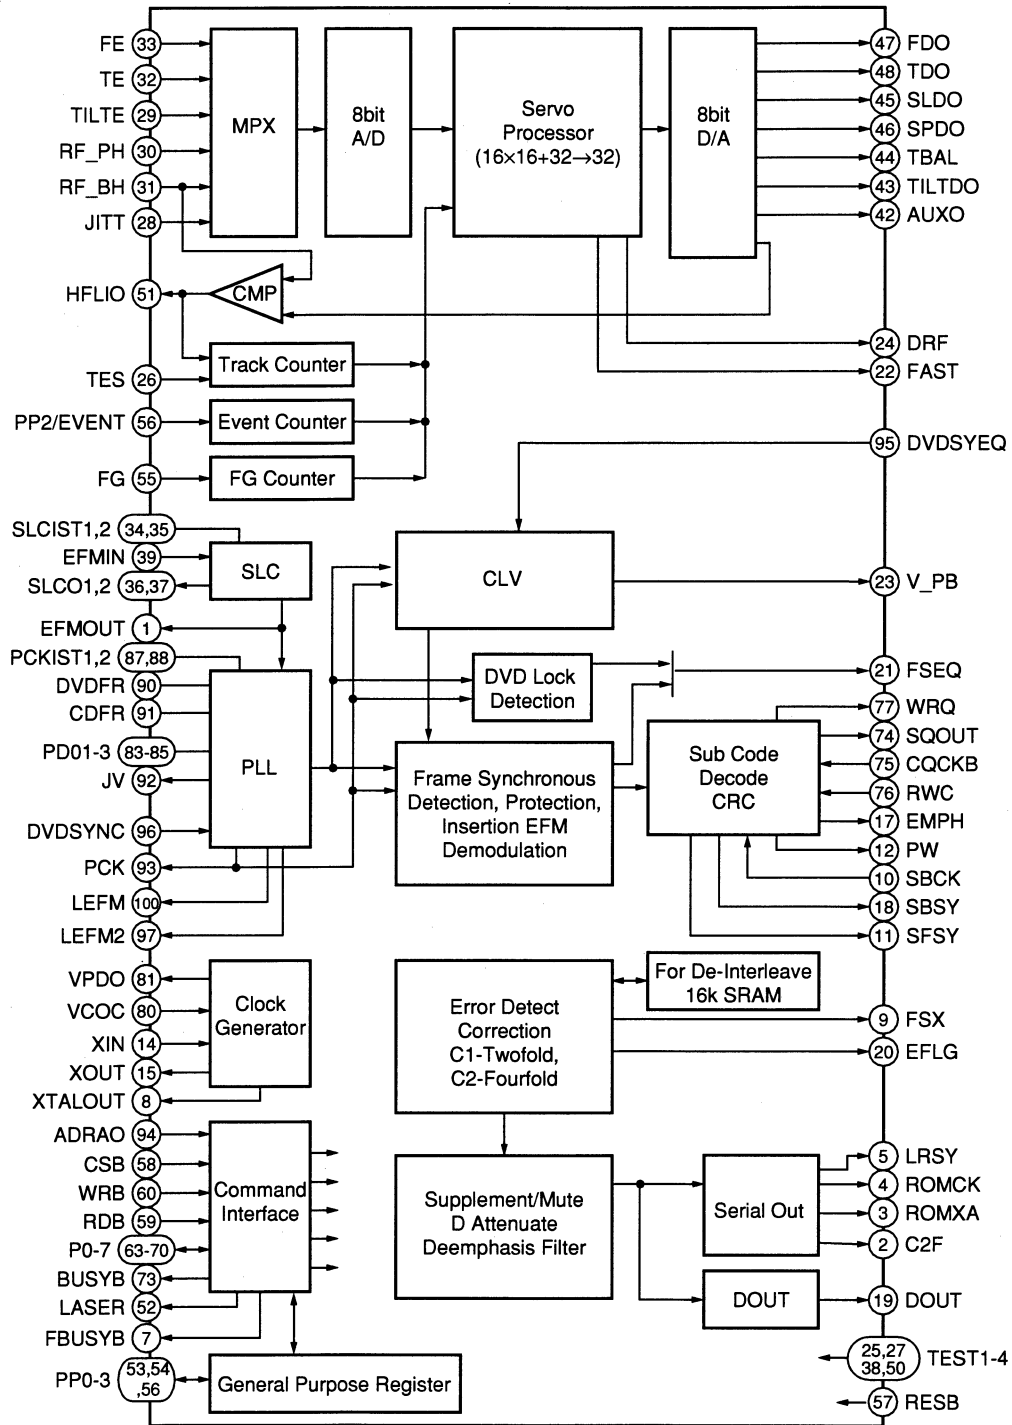 FE 33
TE 32
TILTE 29
RF_PH 30
RF_BH 31
JITT 28
MPX
8bit
A/D
Servo
Processor
(16×16+32→32)
8bit
D/A
47 FDO
48 TDO
45 SLDO
46 SPDO
44 TBAL
43 TILTDO
42 AUXO
HFLIO 51
CMP
Track Counter
TES 26
PP2/EVENT 56
Event Counter
FG 55
FG Counter
24 DRF
22 FAST
95 DVDSYEQ
SLCIST1,2 34,35
EFMIN 39
SLCO1,2 36,37
SLC
EFMOUT 1
CLV
23 V_PB
PCKIST1,2 87,88
DVDFR 90
CDFR 91
PD01-3 83-85
JV 92
DVDSYNC 96
PCK 93
LEFM 100
LEFM2 97
PLL
DVD Lock
Detection
21 FSEQ
Frame Synchronous
Detection, Protection,
Insertion EFM
Demodulation
Sub Code
Decode
CRC
77 WRQ
74 SQOUT
75 CQCKB
76 RWC
17 EMPH
12 PW
10 SBCK
18 SBSY
11 SFSY
VPDO 81
VCOC 80
XIN 14
XOUT 15
XTALOUT 8
Clock
Generator
Error Detect
Correction
C1-Twofold,
C2-Fourfold
For De-Interleave
16k SRAM
9 FSX
20 EFLG
ADRAO 94
CSB 58
WRB 60
RDB 59
P0-7 63-70
BUSYB 73
LASER 52
FBUSYB 7
Command
Interface
Supplement/Mute
D Attenuate
Deemphasis Filter
Serial Out
5 LRSY
4 ROMCK
3 ROMXA
2 C2F
DOUT
19 DOUT
PP0-3 53,54
,56
General Purpose Register
25,27
38,50 TEST1-4
57 RESB